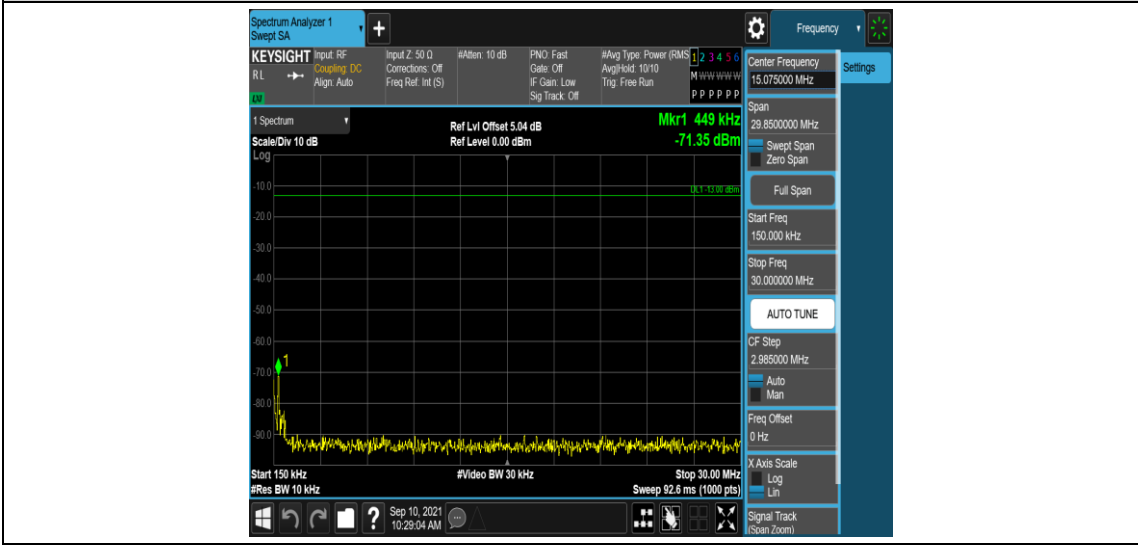 Spectrum Analyzer 1
Swept SA
+
Frequency
KEYSIGHT
RL
LXI
Input: RF
Coupling: DC
Align: Auto
Input Z: 50 Ω
Corrections: Off
Freq Ref: Int (S)
#Atten: 10 dB
PNO: Fast
Gate: Off
IF Gain: Low
Sig Track: Off
#Avg Type: Power (RMS
Avg|Hold: 10/10
Trig: Free Run
1 2 3 4 5 6
M W W W W W
P P P P P P
1 Spectrum
Scale/Div 10 dB
Log
Ref Lvl Offset 5.04 dB
Ref Level 0.00 dBm
Mkr1 449 kHz
-71.35 dBm
DL1 -13.00 dBm
-10.0
-20.0
-30.0
-40.0
-50.0
-60.0
-70.0
-80.0
-90.0
1
Start 150 kHz
#Res BW 10 kHz
#Video BW 30 kHz
Stop 30.00 MHz
Sweep 92.6 ms (1000 pts)
?
Sep 10, 2021
10:29:04 AM
Center Frequency
15.075000 MHz
Span
29.8500000 MHz
Swept Span
Zero Span
Full Span
Start Freq
150.000 kHz
Stop Freq
30.000000 MHz
AUTO TUNE
CF Step
2.985000 MHz
Auto
Man
Freq Offset
0 Hz
X Axis Scale
Log
Lin
Signal Track
(Span Zoom)
Settings